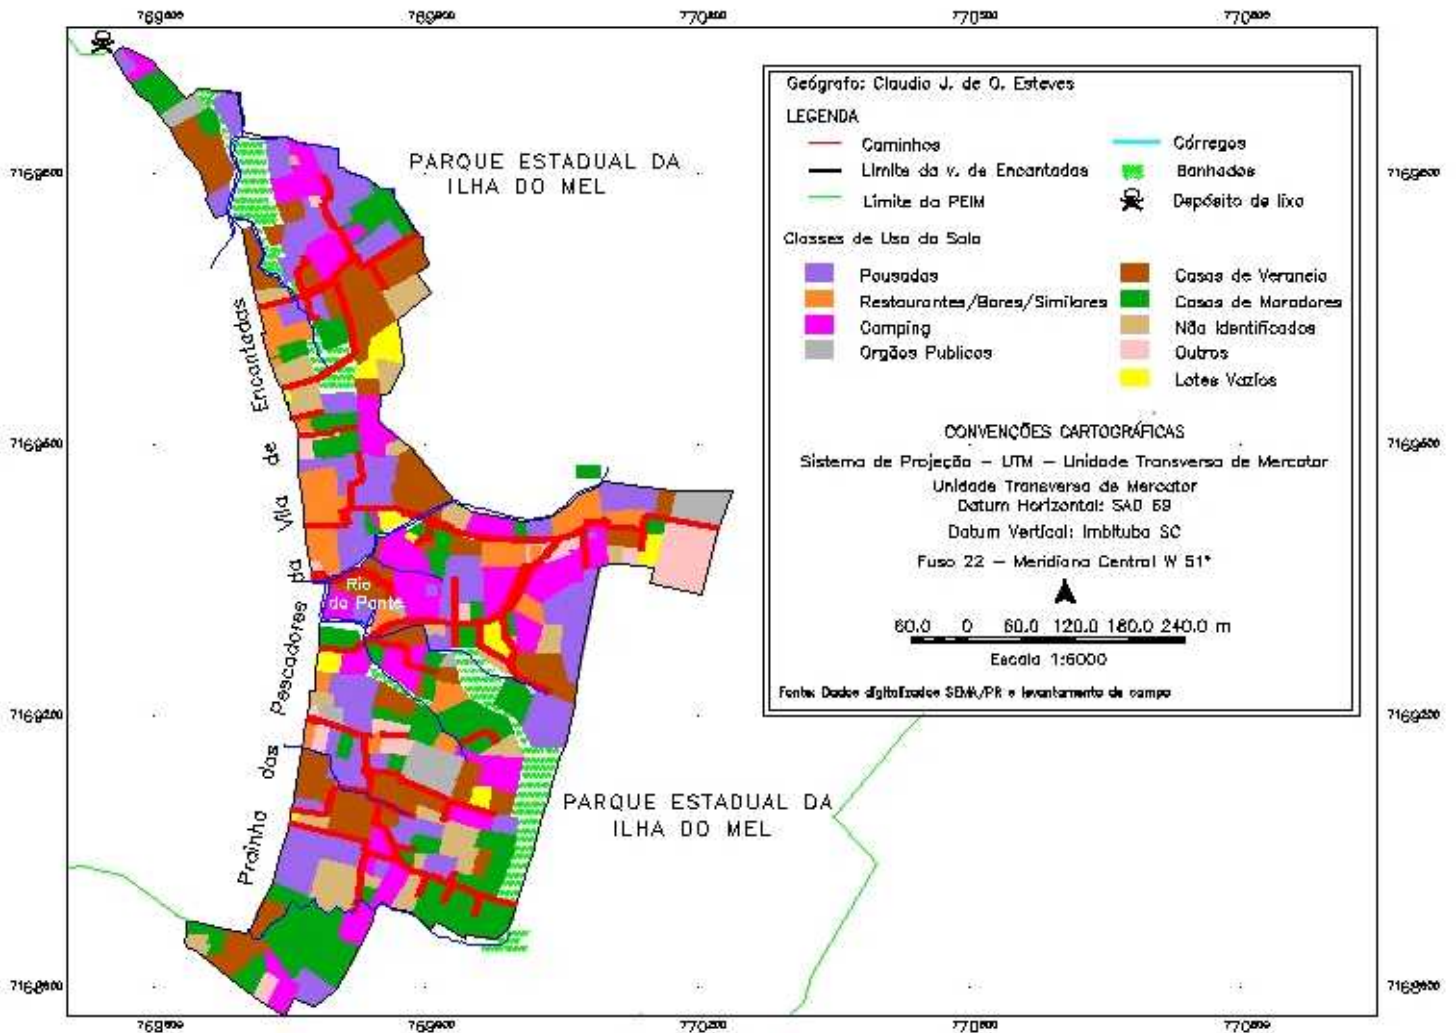 PARQUE ESTADUAL DA
ILHA DO MEL
Geógrafo: Claudio J. de O. Esteves
LEGENDA
Caminhos
Limite da v. de Encantadas
Limite do PEIM
Córregos
Banhados
Depósito de lixo
Classes de Uso do Solo
Pousadas
Restaurantes/Bares/Similares
Camping
Orgãos Publicos
Casas de Veraneio
Casas de Moradores
Não Identificados
Outros
Lotes Vazios
CONVENÇÕES CARTOGRÁFICAS
Sistema de Projeção – UTM – Unidade Transversa de Mercator
Unidade Transversa de Mercator
Datum Horizontal: SAD 69
Datum Vertical: Imbituba SC
Fuso 22 – Meridiano Central W 51°
60.0 0 60.0 120.0 180.0 240.0 m
Escala 1:6000
Fonte: Dados digitalizados SEMA/PR e levantamento de campo
Prainha das Pescadores da Vila de Encantadas
Rio
da Ponte
PARQUE ESTADUAL DA
ILHA DO MEL